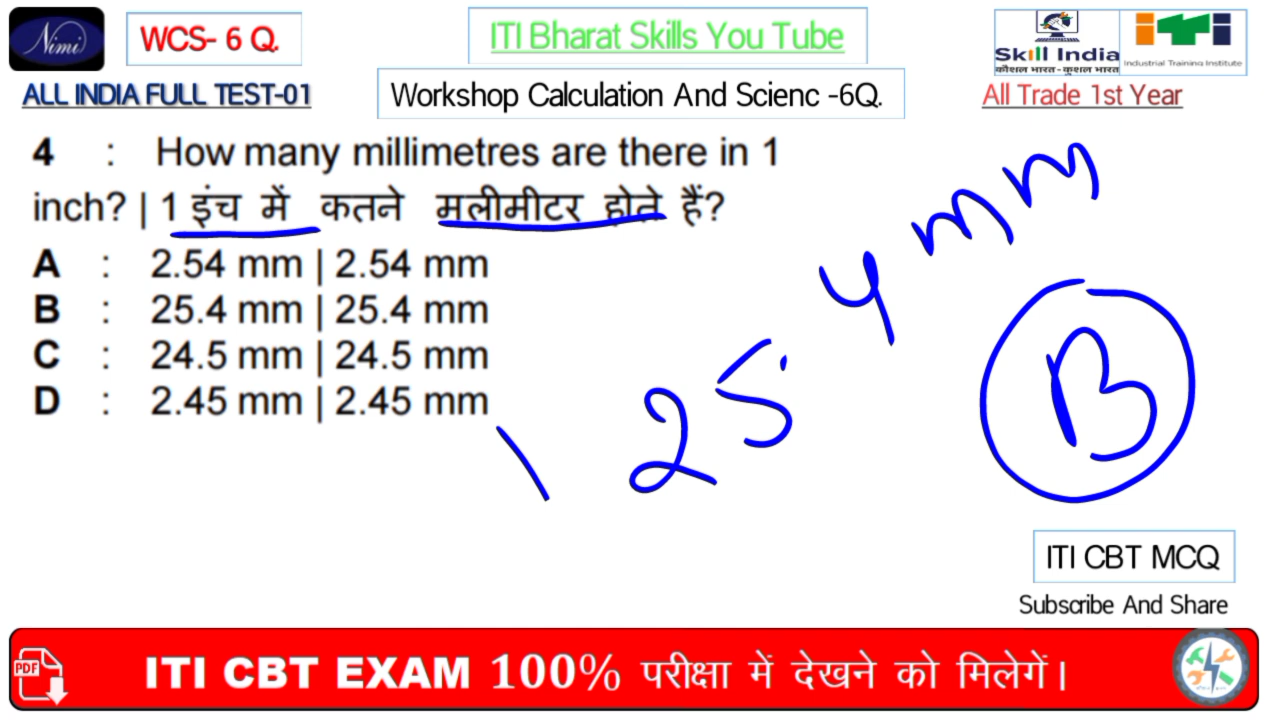 Nimi
WCS- 6 Q.
ITI Bharat Skills You Tube
Skill India
कौशल भारत - कुशल भारत
iTi
Industrial Training Institute
ALL INDIA FULL TEST-01
Workshop Calculation And Scienc -6Q.
All Trade 1st Year
4 : How many millimetres are there in 1
inch? | 1 इंच में कतने मलीमीटर होते हैं?
A : 2.54 mm | 2.54 mm
B : 25.4 mm | 25.4 mm
C : 24.5 mm | 24.5 mm
D : 2.45 mm | 2.45 mm
1 25.4 mm
B
ITI CBT MCQ
Subscribe And Share
PDF
ITI CBT EXAM 100% परीक्षा में देखने को मिलेगें।